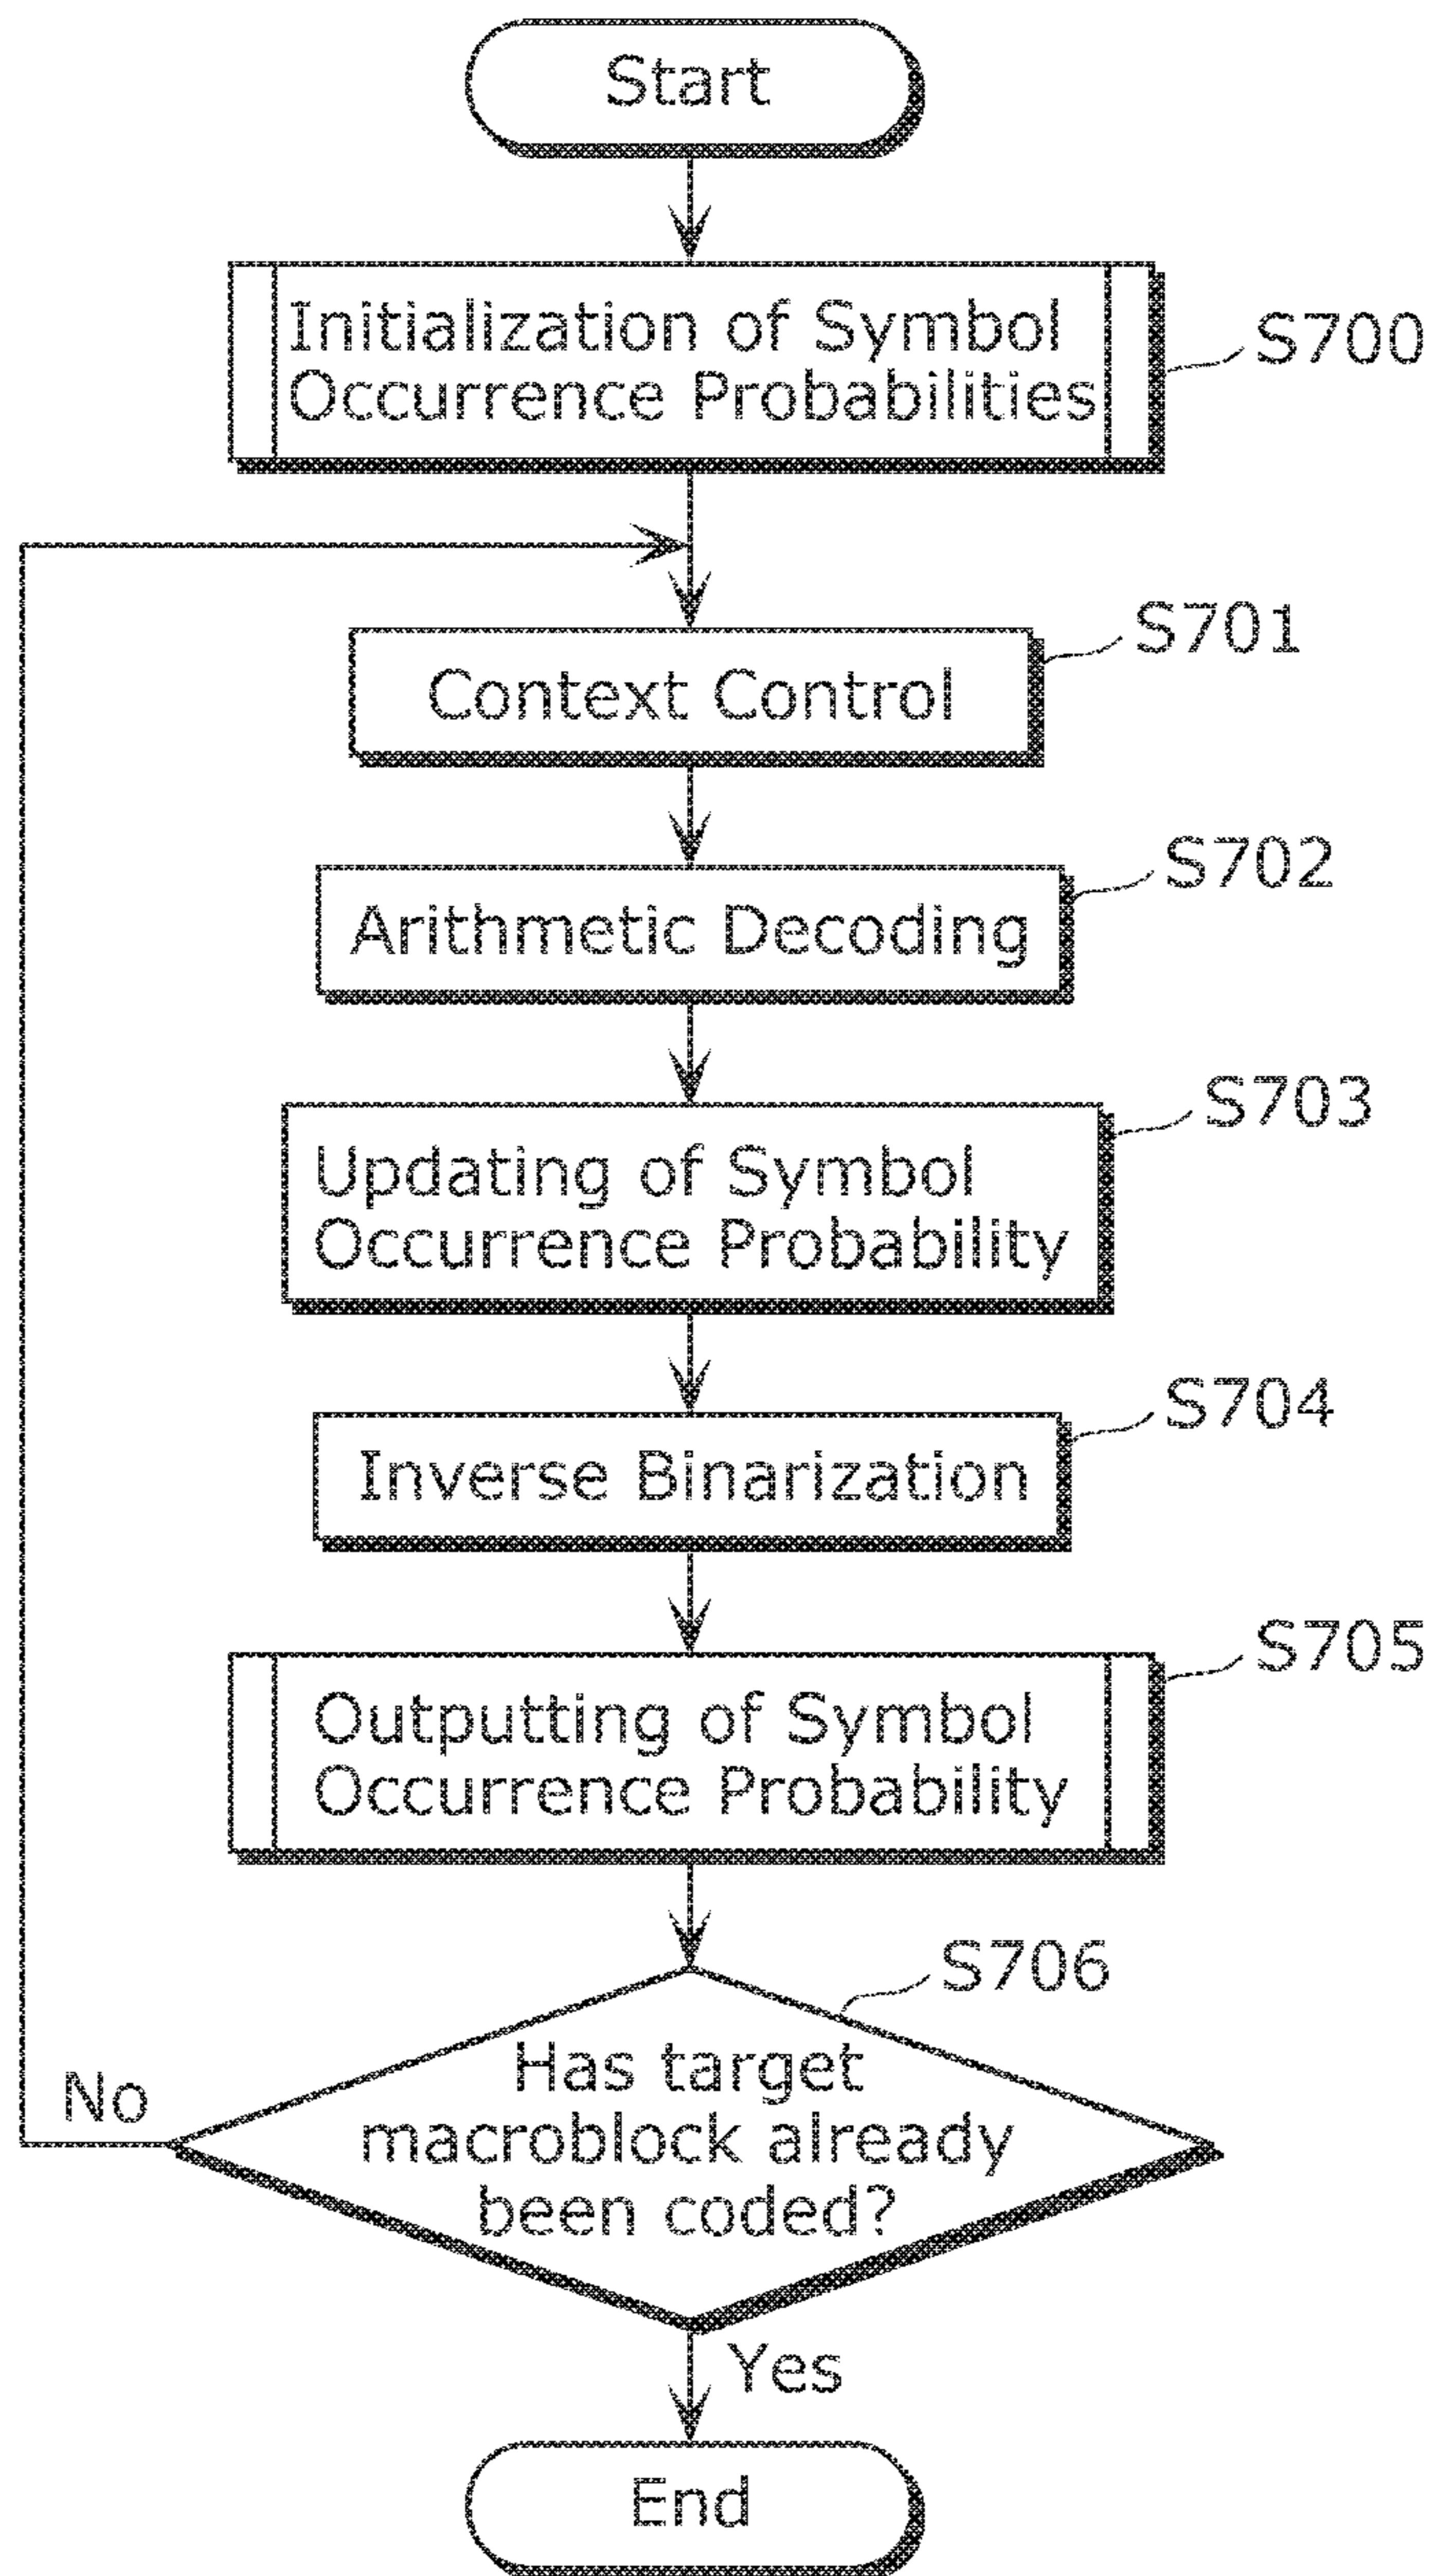 Start
Initialization of Symbol
Occurrence Probabilities
S700
S701
Context Control
S702
Arithmetic Decoding
S703
Updating of Symbol
Occurrence Probability
S704
Inverse Binarization
S705
Outputting of Symbol
Occurrence Probability
S706
Has target
macroblock already
been coded?
No
Yes
End